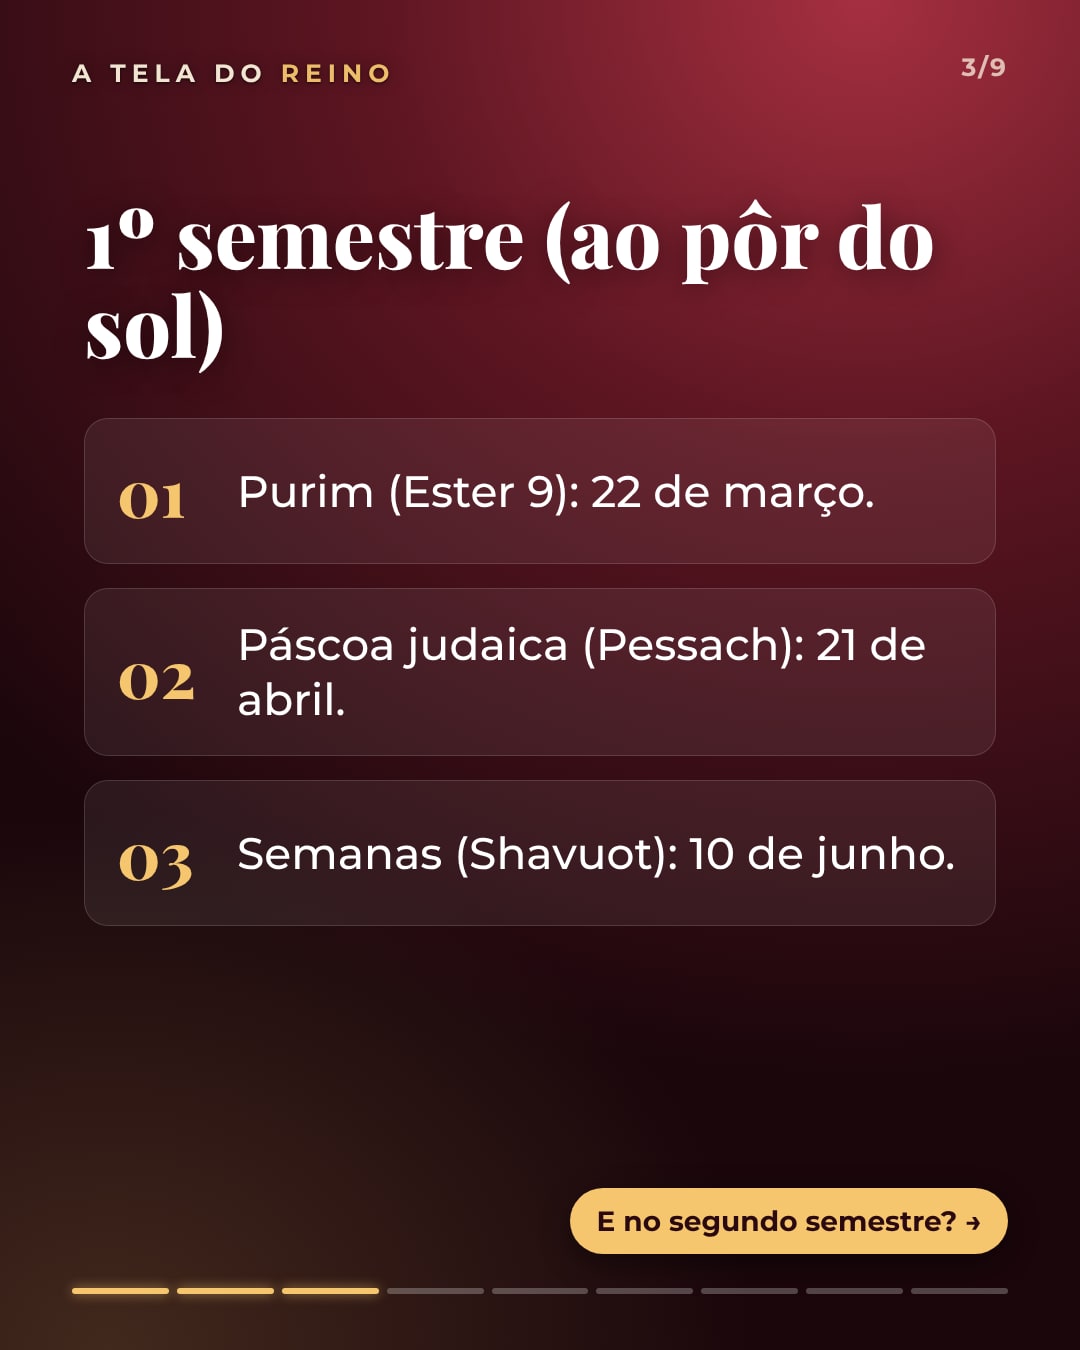 A TELA DO REINO
3/9
1º semestre (ao pôr do
sol)
01
Purim (Ester 9): 22 de março.
02
Páscoa judaica (Pessach): 21 de
abril.
03
Semanas (Shavuot): 10 de junho.
E no segundo semestre? →